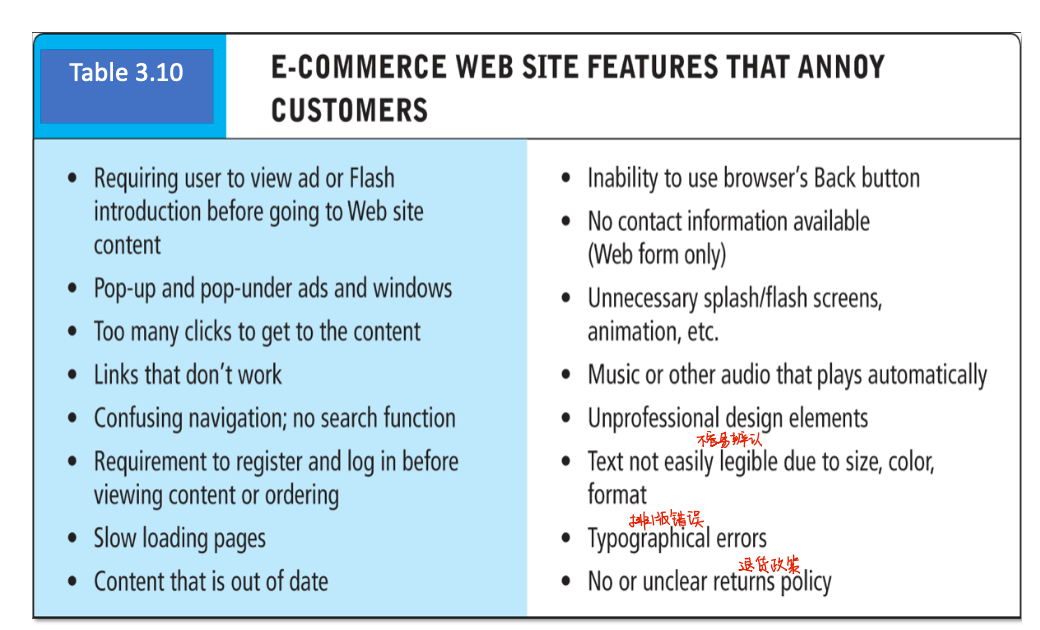 Table 3.10
E-COMMERCE WEB SITE FEATURES THAT ANNOY
CUSTOMERS
• Requiring user to view ad or Flash
introduction before going to Web site
content
• Pop-up and pop-under ads and windows
• Too many clicks to get to the content
• Links that don't work
• Confusing navigation; no search function
• Requirement to register and log in before
viewing content or ordering
• Slow loading pages
• Content that is out of date
• Inability to use browser's Back button
• No contact information available
(Web form only)
• Unnecessary splash/flash screens,
animation, etc.
• Music or other audio that plays automatically
• Unprofessional design elements
不容易辨认
• Text not easily legible due to size, color,
format
排版错误
• Typographical errors
退货政策
• No or unclear returns policy